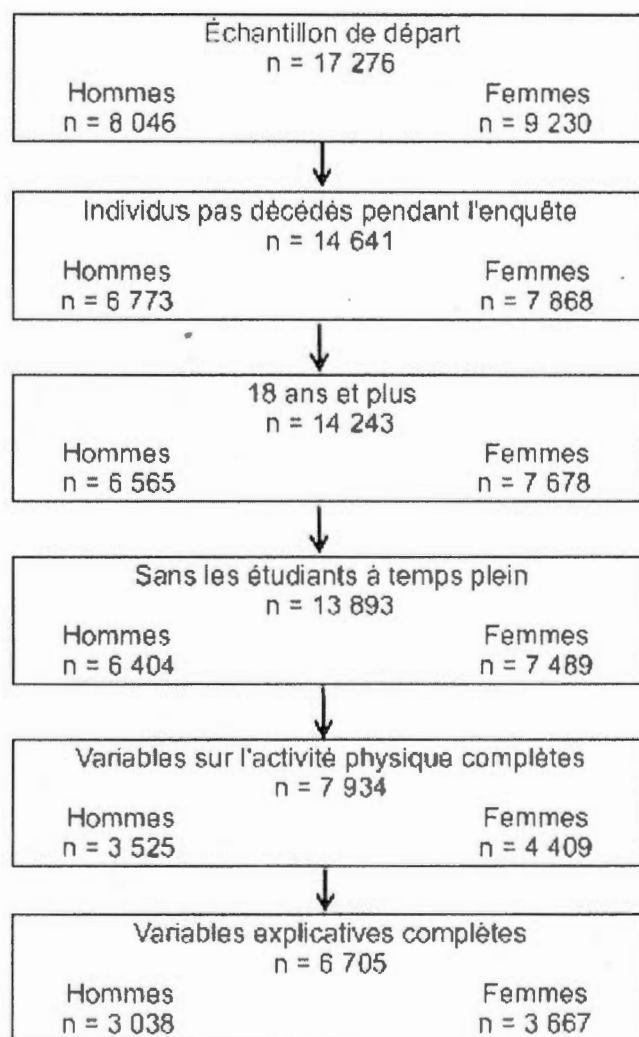 Échantillon de départ
n = 17 276
Hommes Femmes
n = 8 046 n = 9 230
Individus pas décédés pendant l'enquête
n = 14 641
Hommes Femmes
n = 6 773 n = 7 868
18 ans et plus
n = 14 243
Hommes Femmes
n = 6 565 n = 7 678
Sans les étudiants à temps plein
n = 13 893
Hommes Femmes
n = 6 404 n = 7 489
Variables sur l'activité physique complètes
n = 7 934
Hommes Femmes
n = 3 525 n = 4 409
Variables explicatives complètes
n = 6 705
Hommes Femmes
n = 3 038 n = 3 667